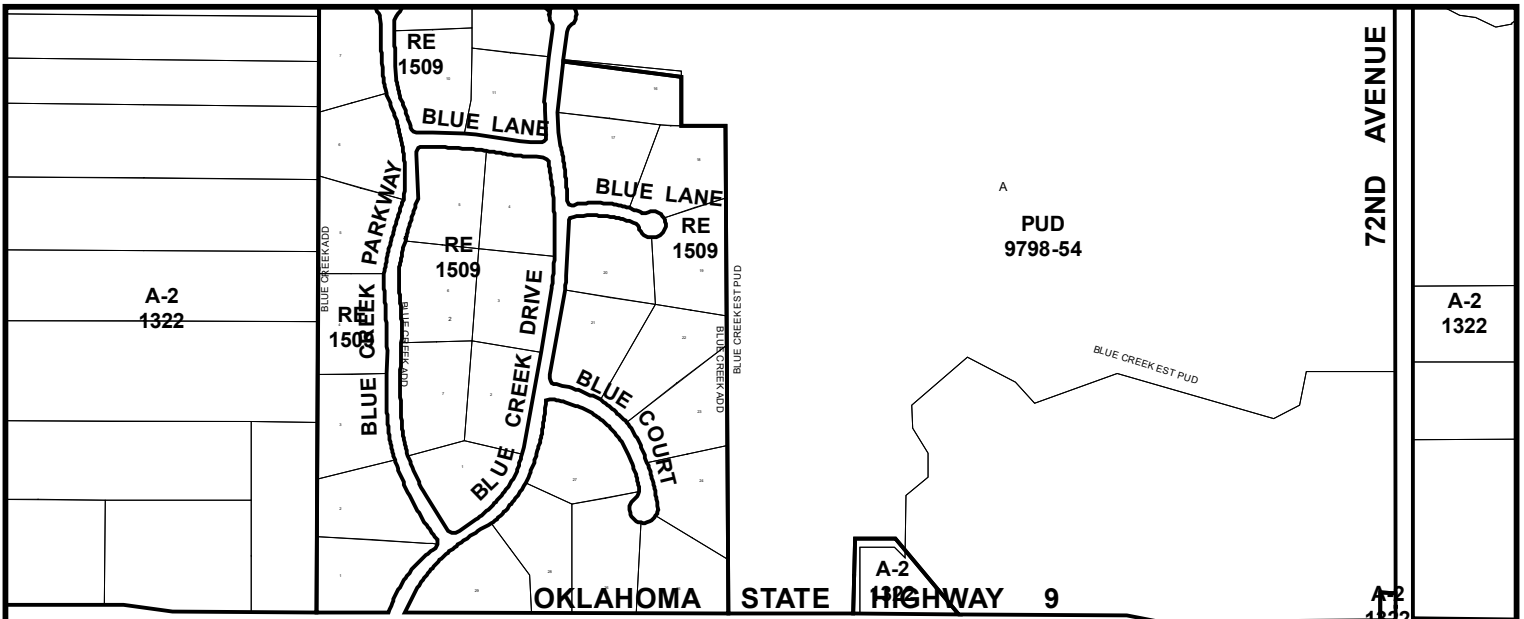 RE
1509
BLUE LANE
72ND AVENUE
BLUE LANE
RE
1509
A
PUD
9798-54
BLUE CREEK PARKWAY
BLUE CREEK ADD
RE
1509
BLUE CREEK DRIVE
A-2
1322
RE
1509
BLUE CREEK ADD
BLUE CREEK EST PUD
BLUE CREEK ADD
A-2
1322
BLUE CREEK EST PUD
BLUE COURT
A-2
1322
OKLAHOMA STATE HIGHWAY 9
A-2
1322